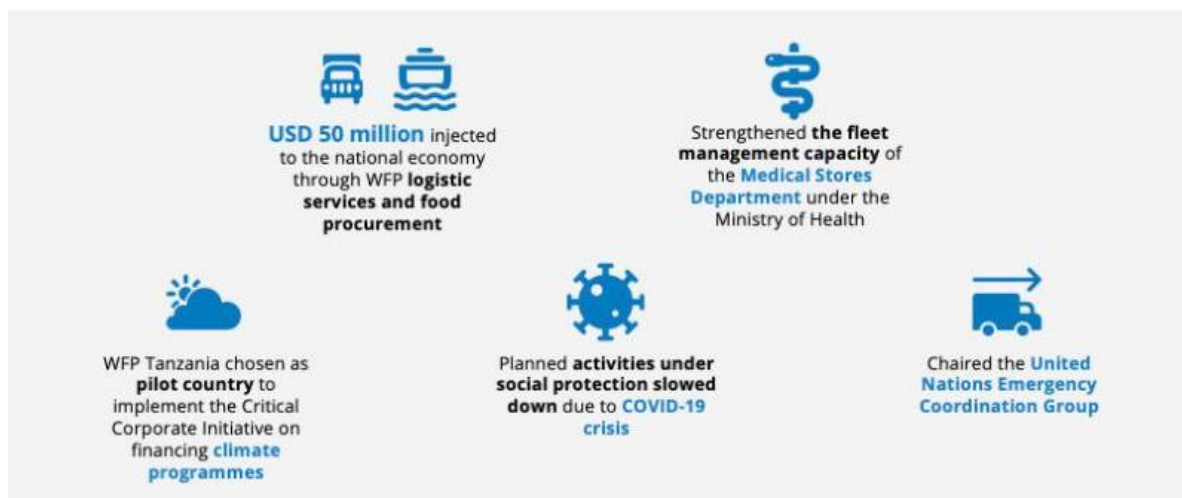 USD 50 million injected
to the national economy
through WFP logistic
services and food
procurement
Strengthened the fleet
management capacity of
the Medical Stores
Department under the
Ministry of Health
WFP Tanzania chosen as
pilot country to
implement the Critical
Corporate Initiative on
financing climate
programmes
Planned activities under
social protection slowed
down due to COVID-19
crisis
Chaired the United
Nations Emergency
Coordination Group